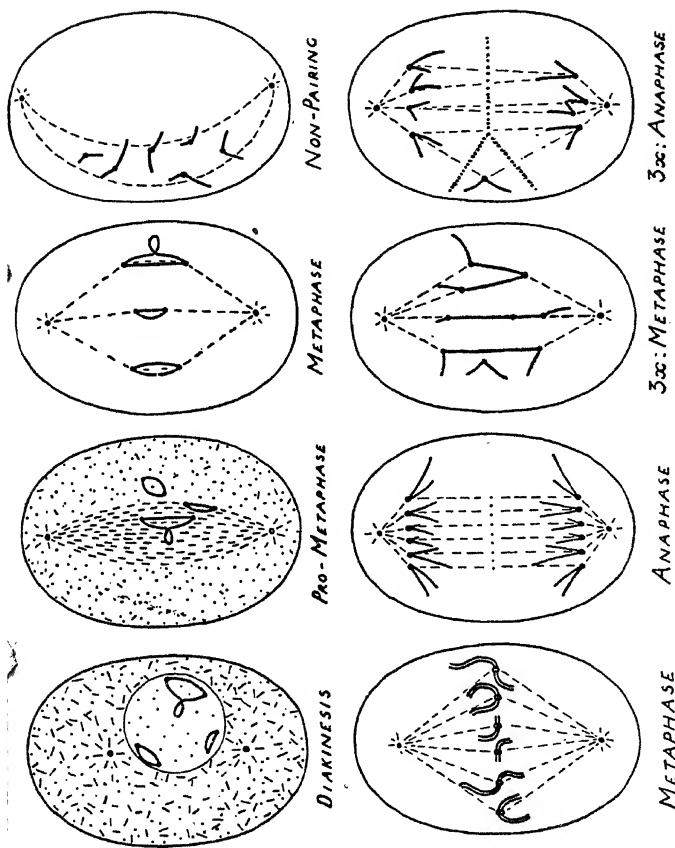 DIAKINESIS
PRO-METAPHASE
METAPHASE
NON-PAIRING
METAPHASE
ANAPHASE
3x: METAPHASE
3x: ANAPHASE